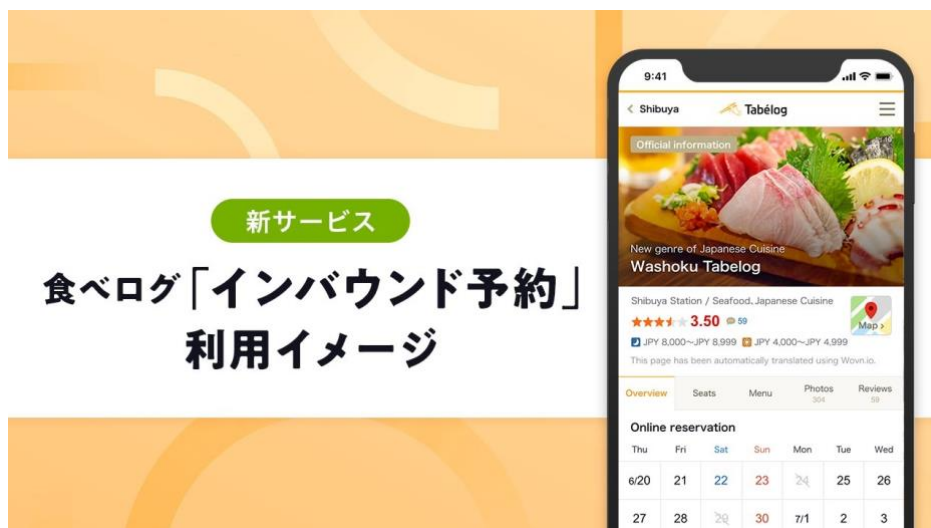 新サービス
食べログ「インバウンド予約」
利用イメージ
9:41
< Shibuya
Tabélog
Official information
New genre of Japanese Cuisine
Washoku Tabelog
Shibuya Station / Seafood、Japanese Cuisine
3.50 59
Map >
JPY 8,000～JPY 8,999 JPY 4,000～JPY 4,999
This page has been automatically translated using Wovn.io.
Overview Seats Menu Photos Reviews
304 59
Online reservation
Thu Fri Sat Sun Mon Tue Wed
6/20 21 22 23 24 25 26
27 28 29 30 7/1 2 3